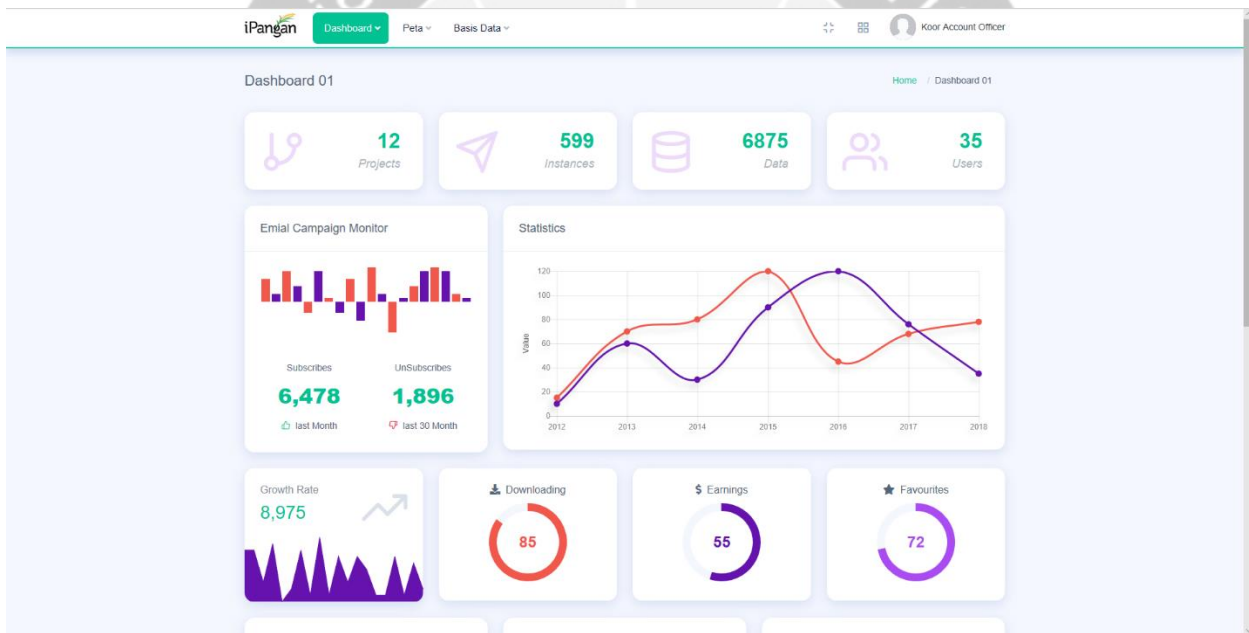 iPangan Dashboard Peta Basis Data Koor Account Officer
Dashboard 01 Home / Dashboard 01
12
Projects
599
Instances
6875
Data
35
Users
Emial Campaign Monitor
Subscribes
6,478
last Month
UnSubscribes
1,896
last 30 Month
Statistics
Value
120
100
80
60
40
20
0
2012 2013 2014 2015 2016 2017 2018
Growth Rate
8,975
Downloading
85
$ Earnings
55
Favourites
72